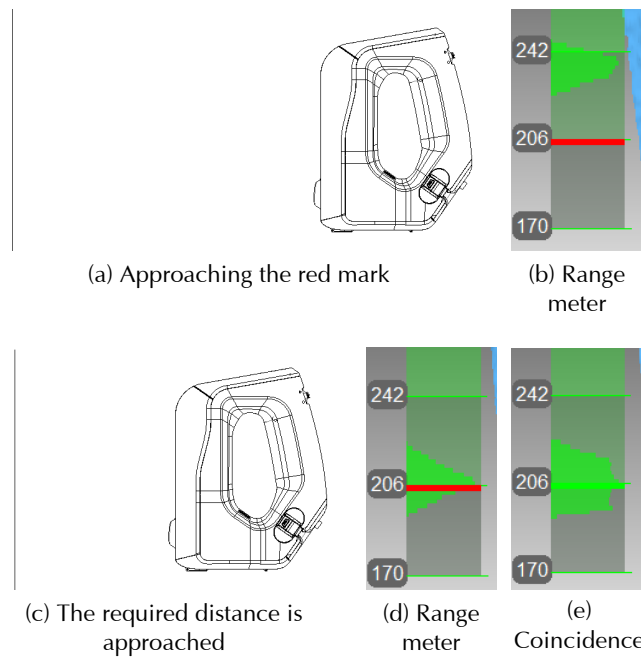 242
206
170
(a) Approaching the red mark
(b) Range
meter
242
206
170
242
206
170
(c) The required distance is
approached
(d) Range
meter
(e)
Coincidence